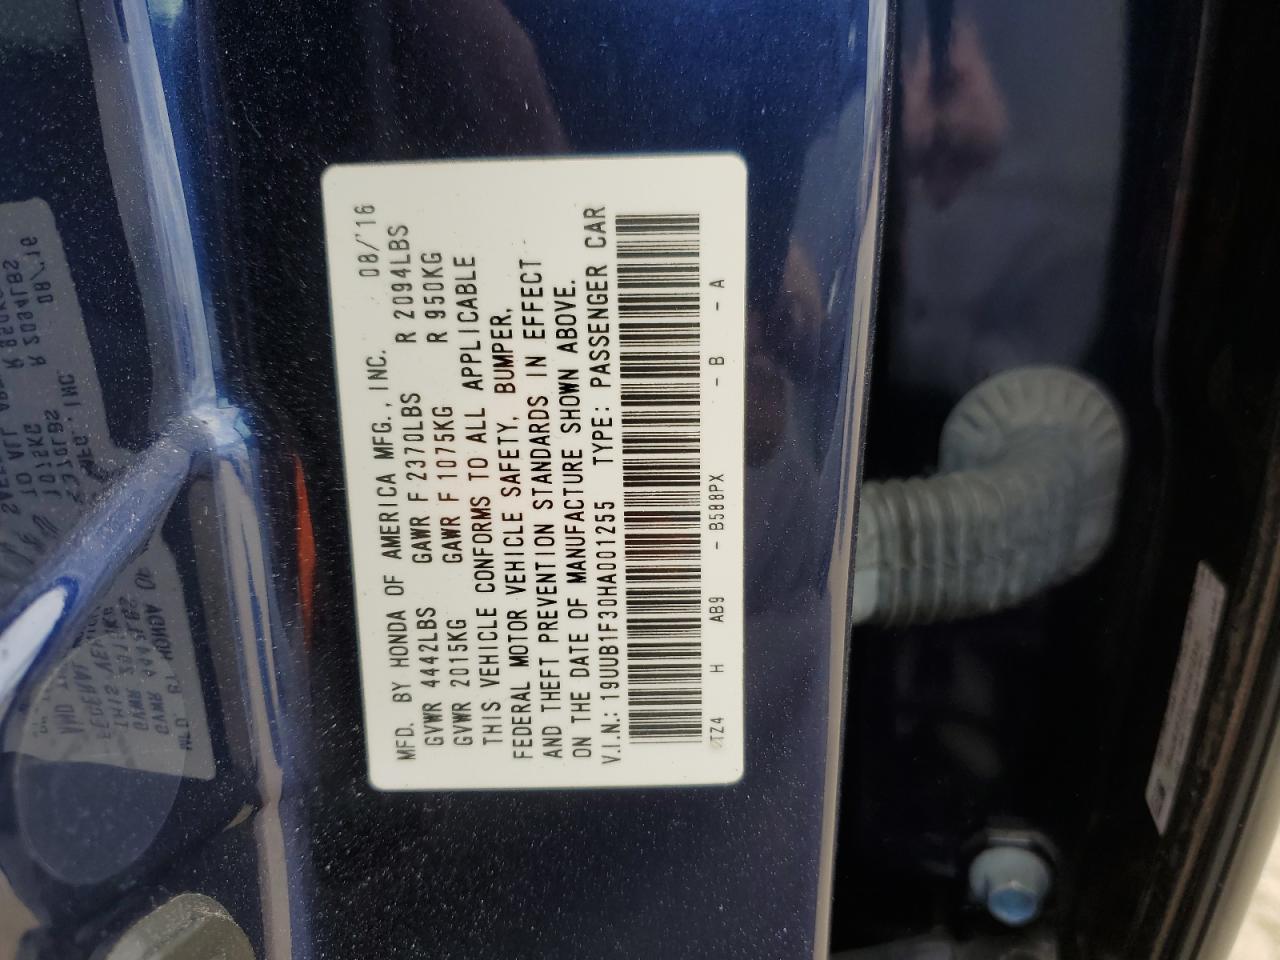 MFD. BY HONDA OF AMERICA MFG., INC. 08/'16
GVWR 4442LBS GAWR F 2370LBS R 2094LBS
GVWR 2015KG GAWR F 1075KG R 950KG
THIS VEHICLE CONFORMS TO ALL APPLICABLE
FEDERAL MOTOR VEHICLE SAFETY, BUMPER,
AND THEFT PREVENTION STANDARDS IN EFFECT
ON THE DATE OF MANUFACTURE SHOWN ABOVE.
V.I.N.: 19UUB1F30HA001255 TYPE: PASSENGER CAR
TZ4 H AB9 - B588PX - B - A